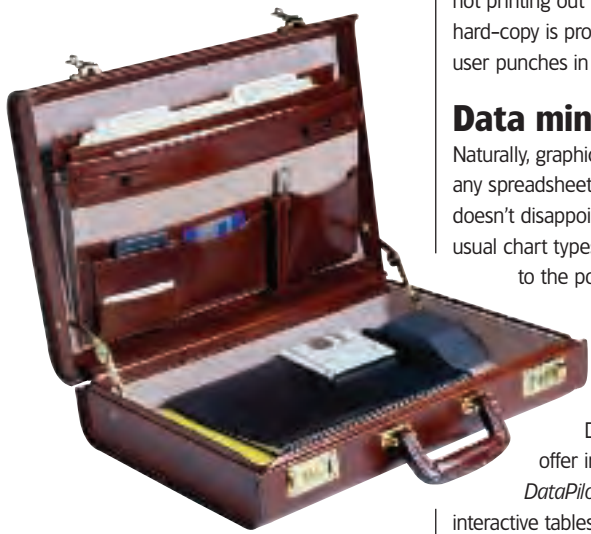 not printing out
hard-copy is pro
user punches in
Data min
Naturally, graphic
any spreadsheet
doesn't disappoi
usual chart types
to the po
D
offer in
DataPilo
interactive tables